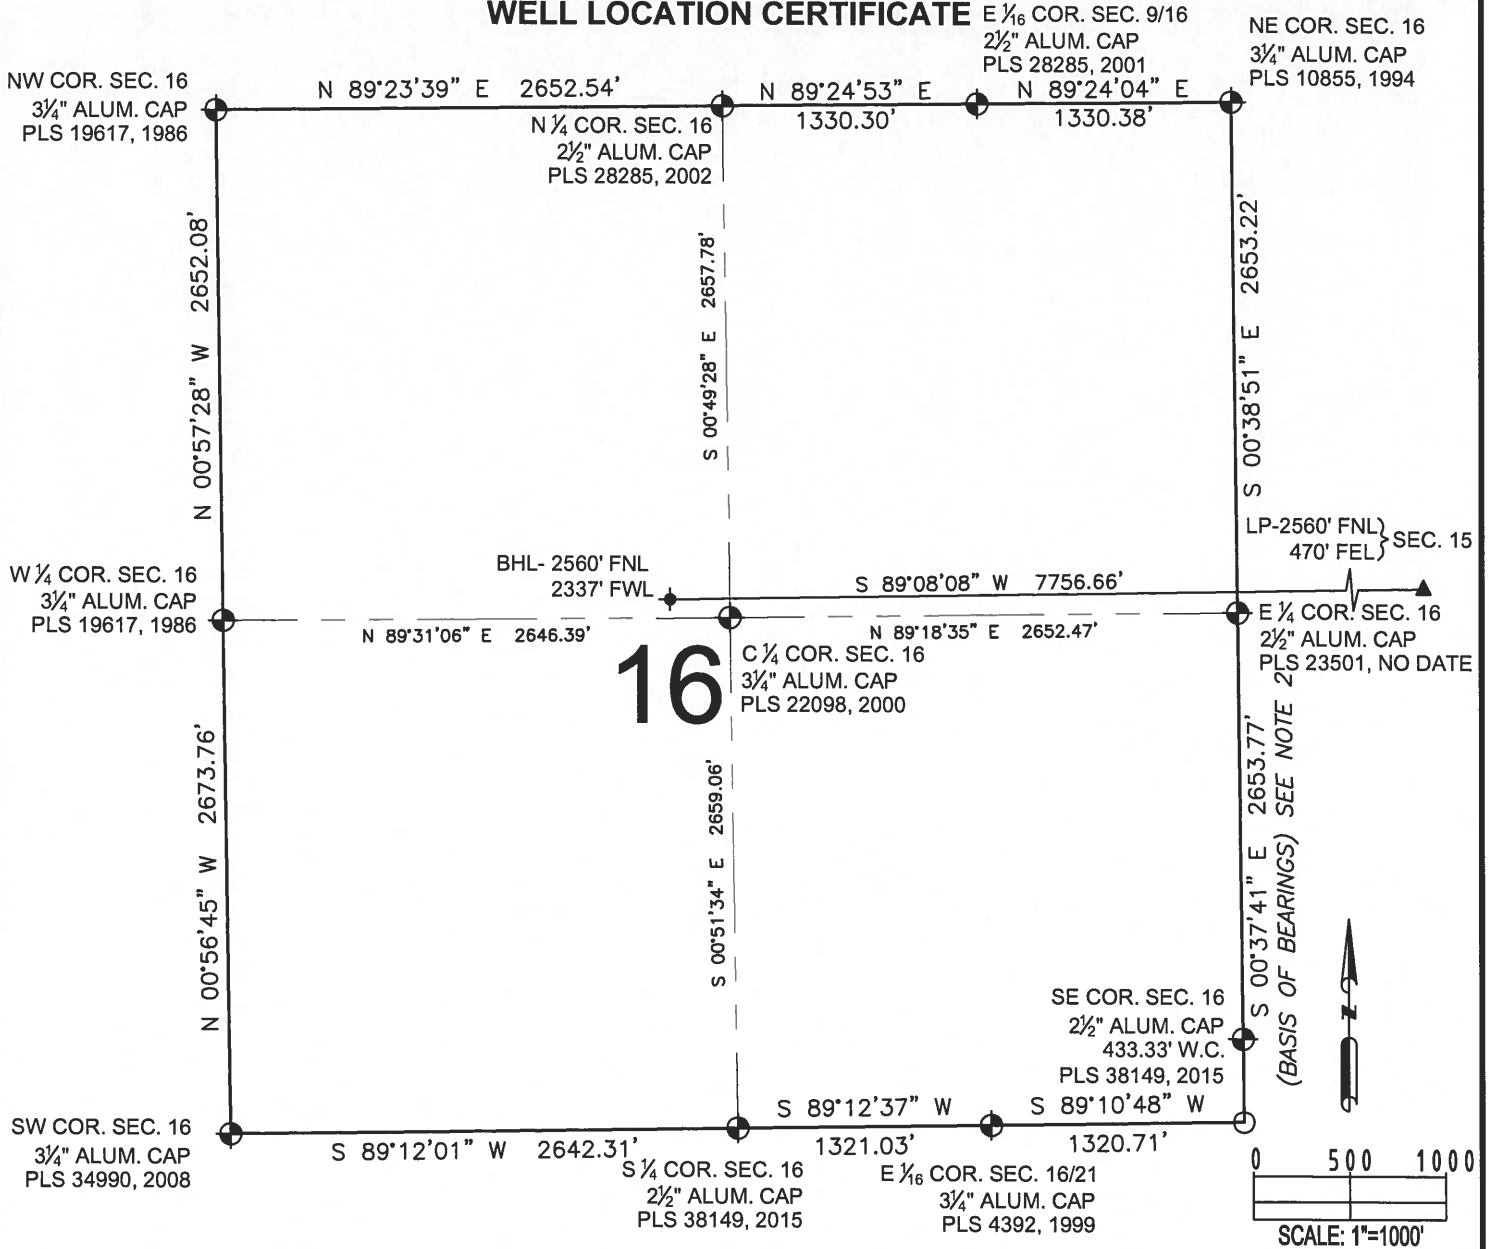 WELL LOCATION CERTIFICATE
E 1/16 COR. SEC. 9/16
2½" ALUM. CAP
PLS 28285, 2001
NE COR. SEC. 16
3¼" ALUM. CAP
PLS 10855, 1994
NW COR. SEC. 16
3¼" ALUM. CAP
PLS 19617, 1986
N 89°23'39" E 2652.54'
N 89°24'53" E
1330.30'
N 89°24'04" E
1330.38'
N ¼ COR. SEC. 16
2½" ALUM. CAP
PLS 28285, 2002
N 00°57'28" W 2652.08'
S 00°49'28" E 2657.78'
S 00°38'51" E 2653.22'
LP-2560' FNL}
470' FEL
SEC. 15
BHL- 2560' FNL
2337' FWL
S 89°08'08" W 7756.66'
W ¼ COR. SEC. 16
3¼" ALUM. CAP
PLS 19617, 1986
N 89°31'06" E 2646.39'
N 89°18'35" E 2652.47'
E ¼ COR. SEC. 16
2½" ALUM. CAP
PLS 23501, NO DATE
16
C ¼ COR. SEC. 16
3¼" ALUM. CAP
PLS 22098, 2000
N 00°56'45" W 2673.76'
S 00°51'34" E 2659.06'
S 00°37'41" E 2653.77'
(BASIS OF BEARINGS) SEE NOTE 2
SE COR. SEC. 16
2½" ALUM. CAP
433.33' W.C.
PLS 38149, 2015
N
SW COR. SEC. 16
3¼" ALUM. CAP
PLS 34990, 2008
S 89°12'01" W 2642.31'
S 89°12'37" W
1321.03'
S 89°10'48" W
1320.71'
S ¼ COR. SEC. 16
2½" ALUM. CAP
PLS 38149, 2015
E 1/16 COR. SEC. 16/21
3¼" ALUM. CAP
PLS 4392, 1999
0 500 1000
SCALE: 1"=1000'